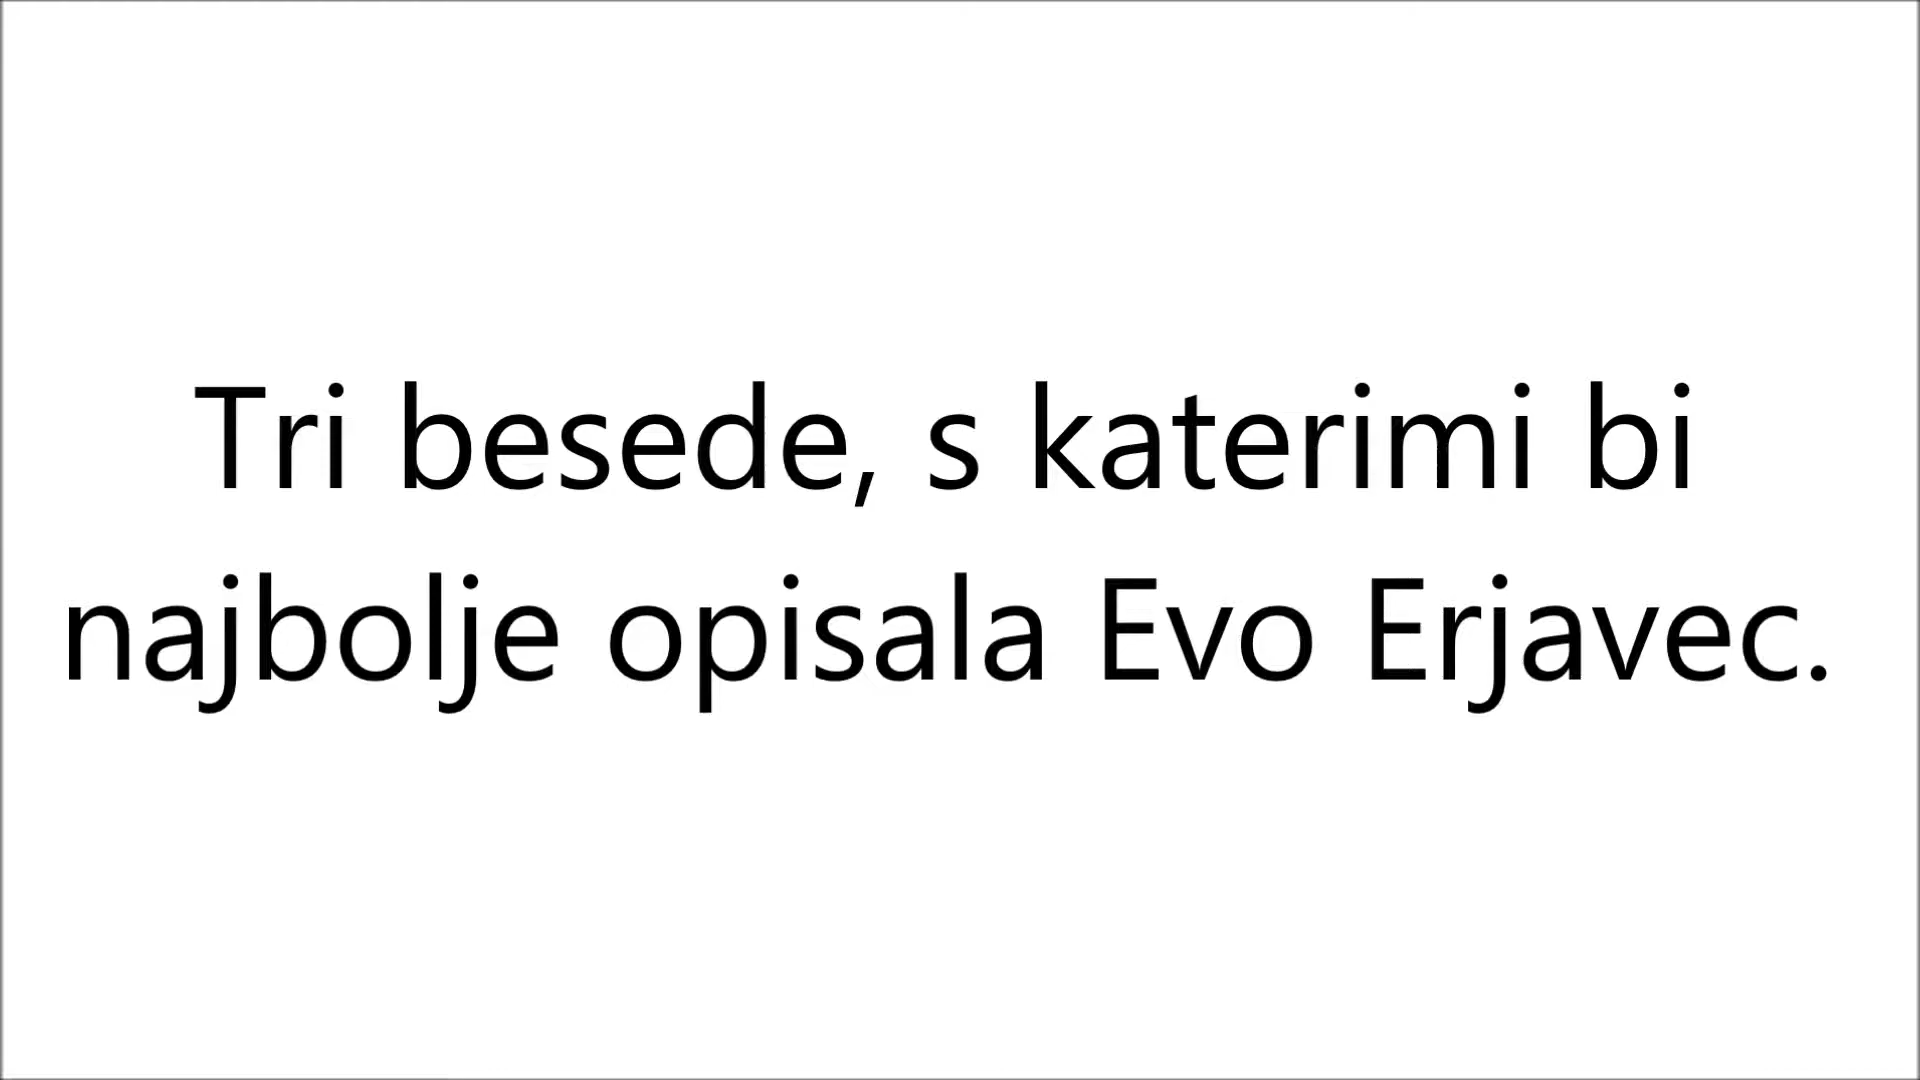 Tri besede, s katerimi bi
najbolje opisala Evo Erjavec.